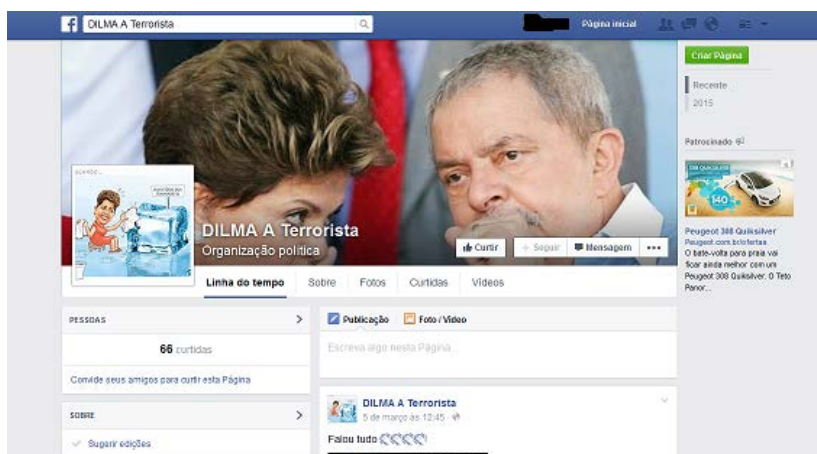 DILMA A Terrorista
Página inicial
Criar Página
Recente
2015
Patrocinado
DILMA A Terrorista
Organização política
Curtir
Seguir
Mensagem
Linha do tempo
Sobre
Fotos
Curtidas
Vídeos
140
Peugeot 308 Quiksilver
Peugeot.com.br/ofertas
O bate-volta para praia vai
ficar ainda melhor com um
Peugeot 308 Quiksilver. O Teto
Panor...
PESSOAS
66 curtidas
Convide seus amigos para curtir esta Página
SOBRE
Sugerir edições
Publicação
Foto / Vídeo
Escreva algo nesta Página...
DILMA A Terrorista
5 de março às 12:45
Falou tudo